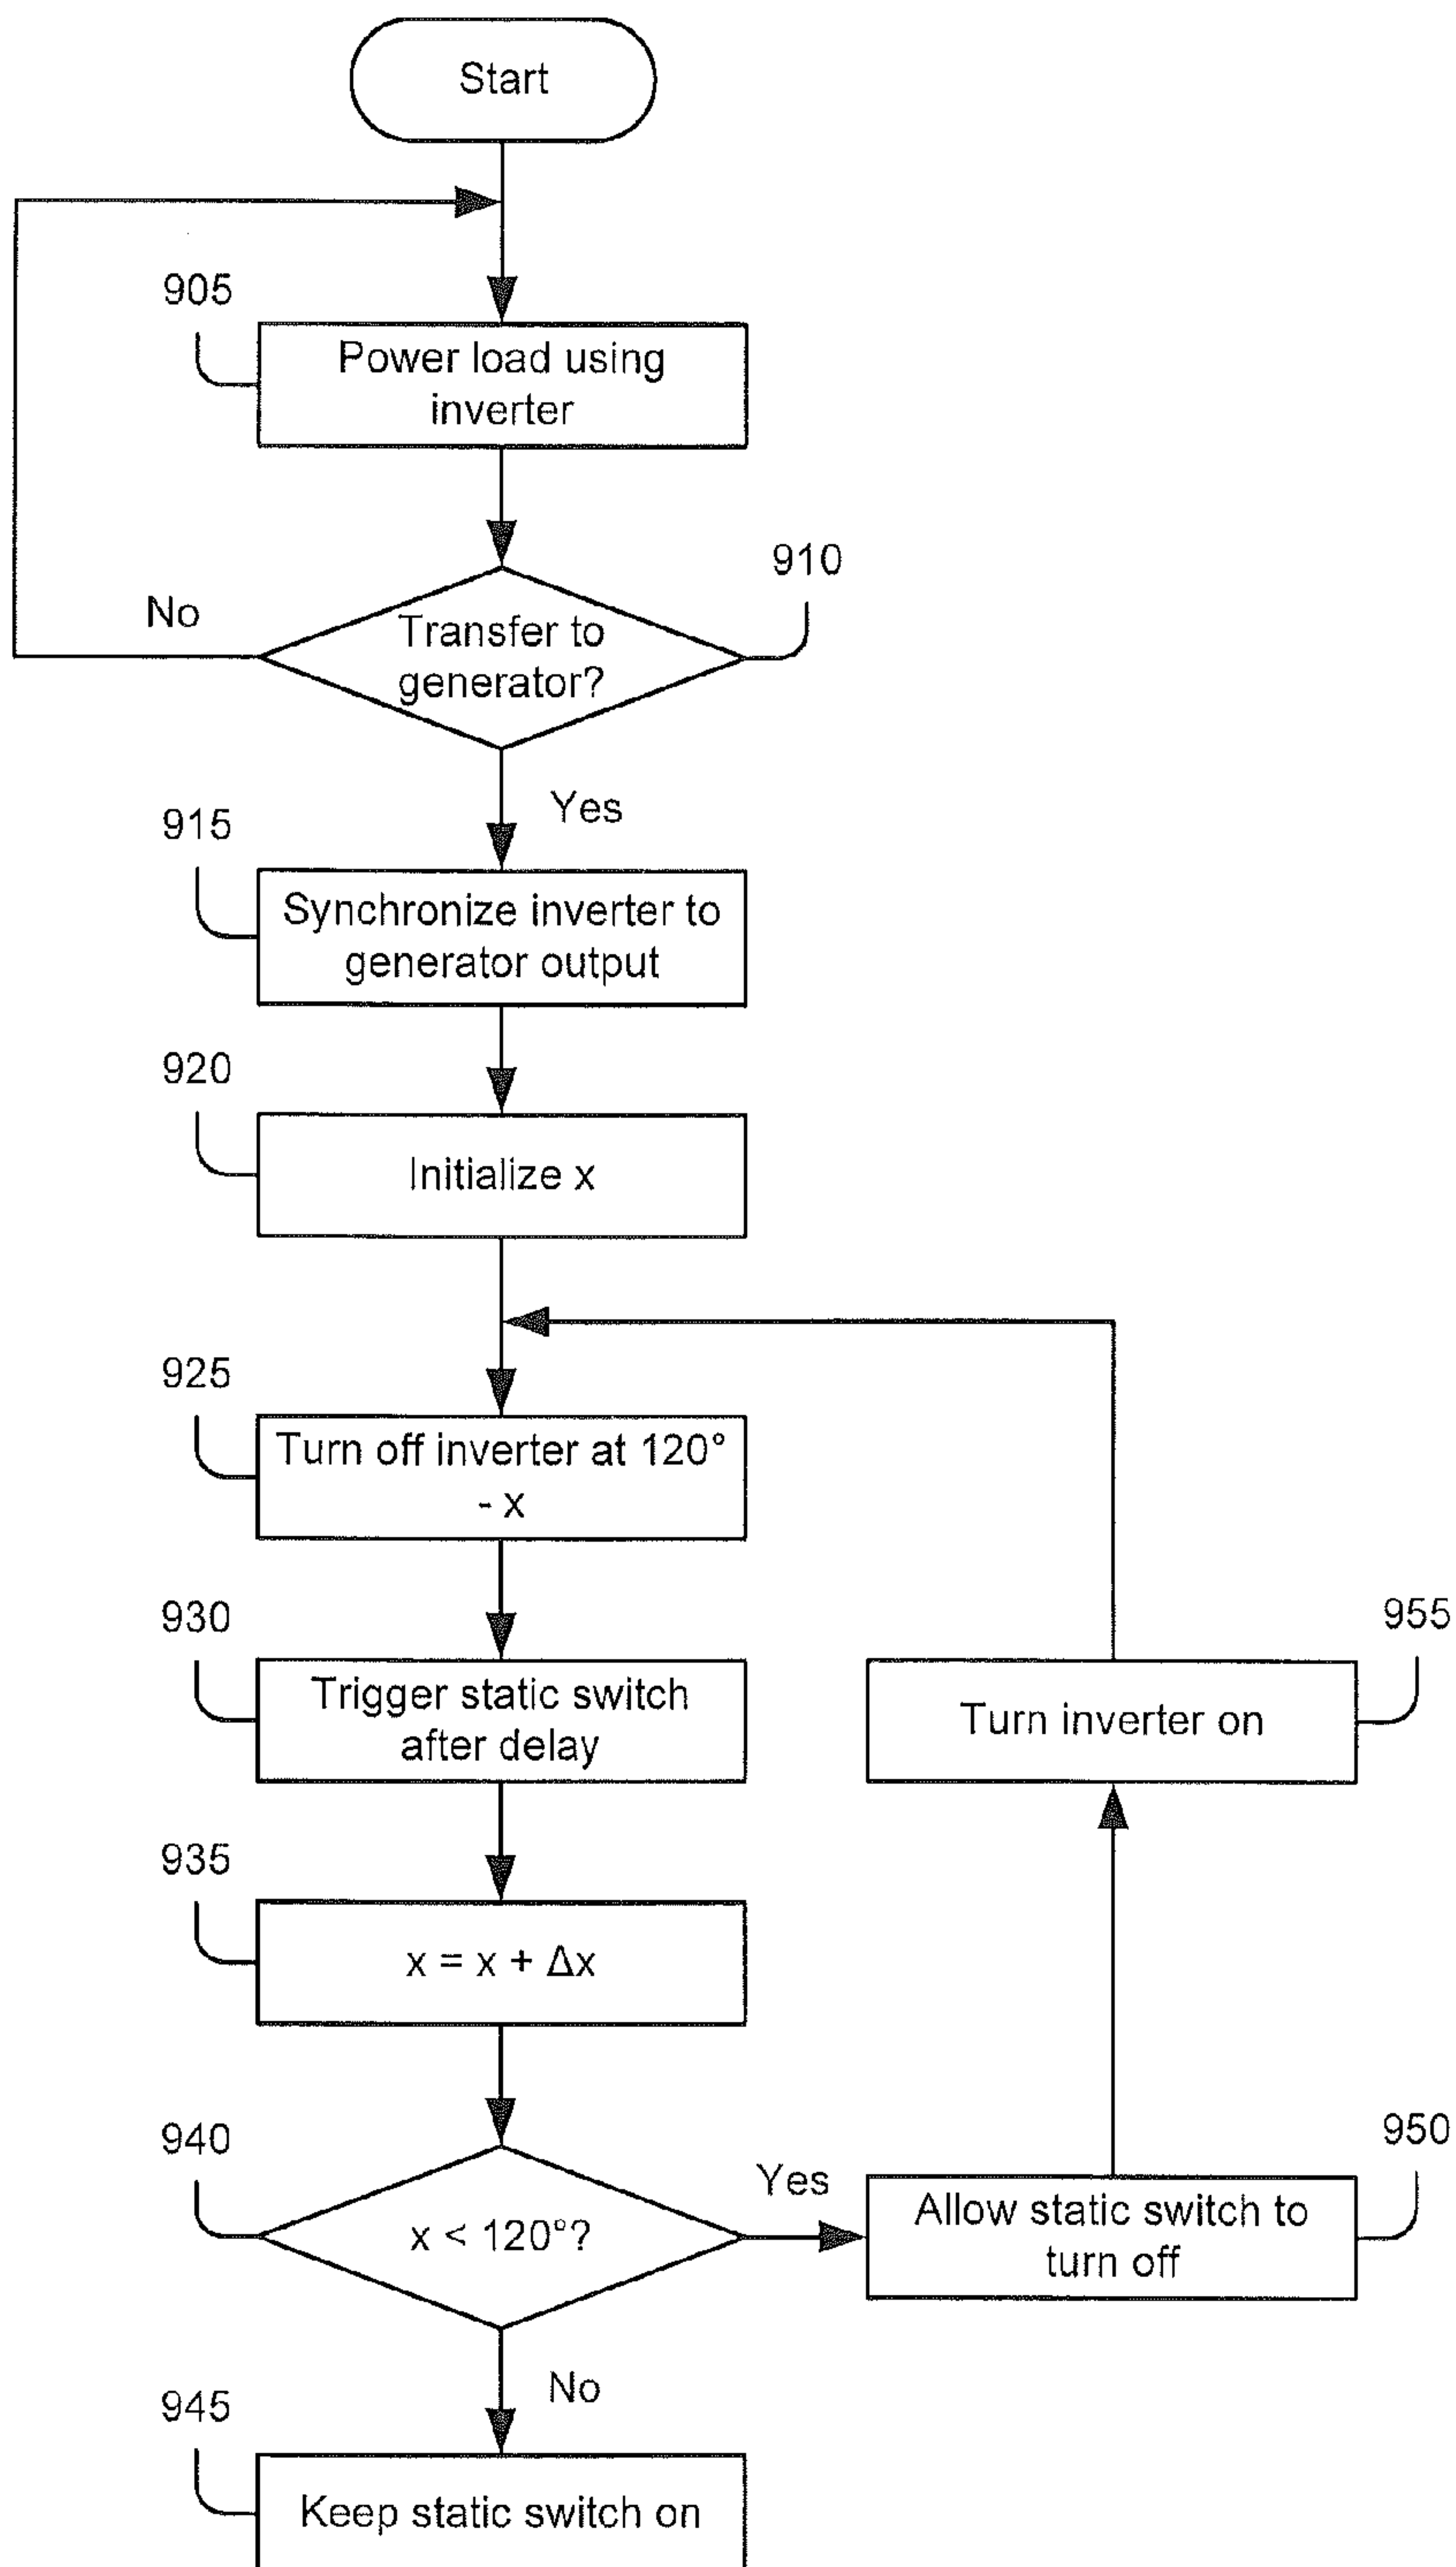 Start
905
Power load using
inverter
910
No
Transfer to
generator?
Yes
915
Synchronize inverter to
generator output
920
Initialize x
925
Turn off inverter at 120°
- x
930
Trigger static switch
after delay
955
Turn inverter on
935
x = x + Δx
940
x < 120°?
Yes
950
Allow static switch to
turn off
No
945
Keep static switch on